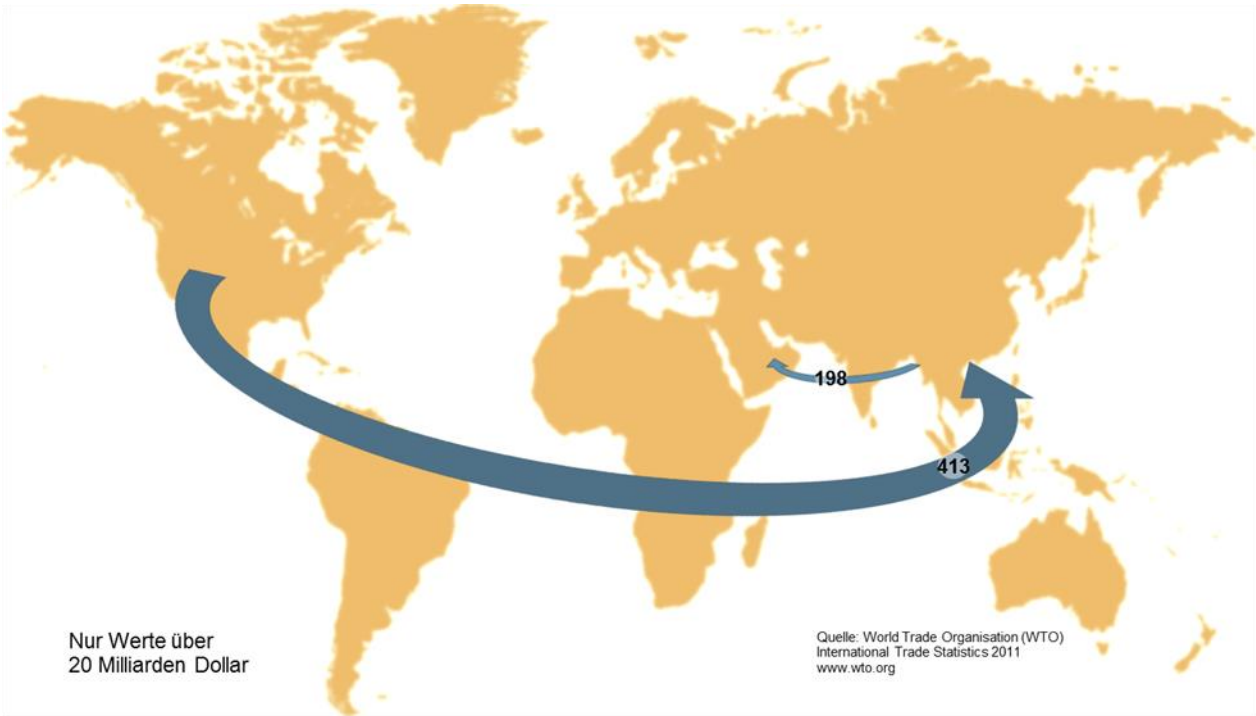 198
413
Nur Werte über
20 Milliarden Dollar
Quelle: World Trade Organisation (WTO)
International Trade Statistics 2011
www.wto.org